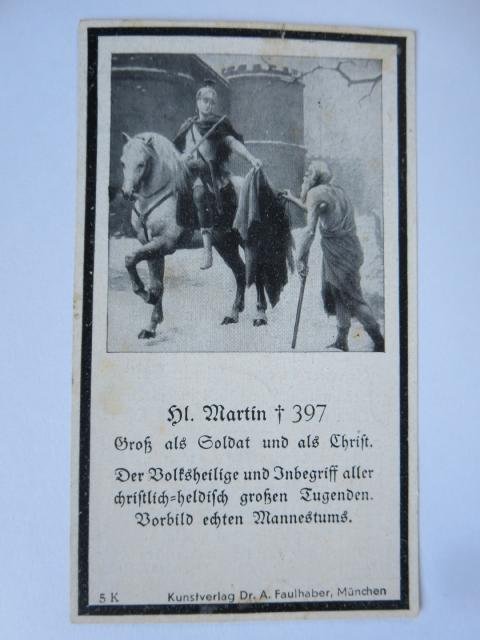 Hl. Martin † 397
Groß als Soldat und als Christ.
Der Volksheilige und Inbegriff aller
christlich=heldisch großen Tugenden.
Vorbild echten Mannestums.
5 K
Kunstverlag Dr. A. Faulhaber, München